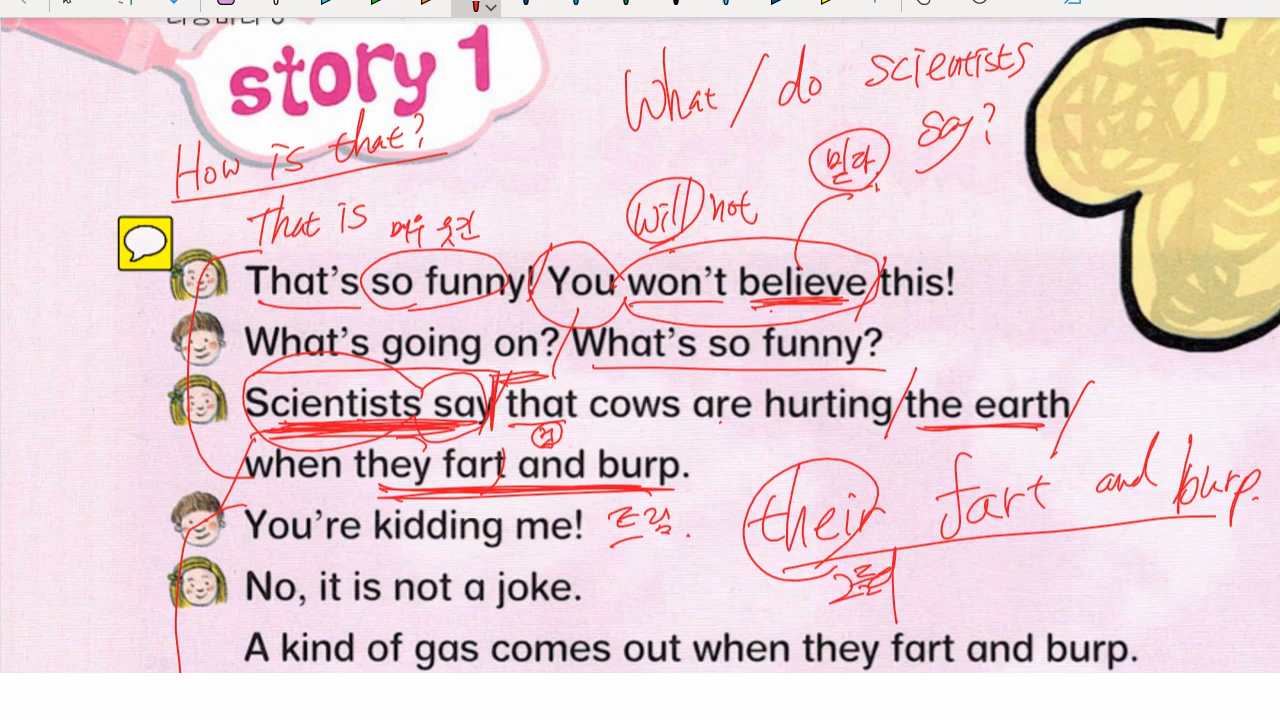 story 1
What / do scientists
say?
How is that?
믿다
That is 매우 웃긴
will not
That's so funny! You won't believe this!
What's going on? What's so funny?
Scientists say that cows are hurting the earth
when they fart and burp.
their fart and burp.
You're kidding me!
No, it is not a joke.
A kind of gas comes out when they fart and burp.